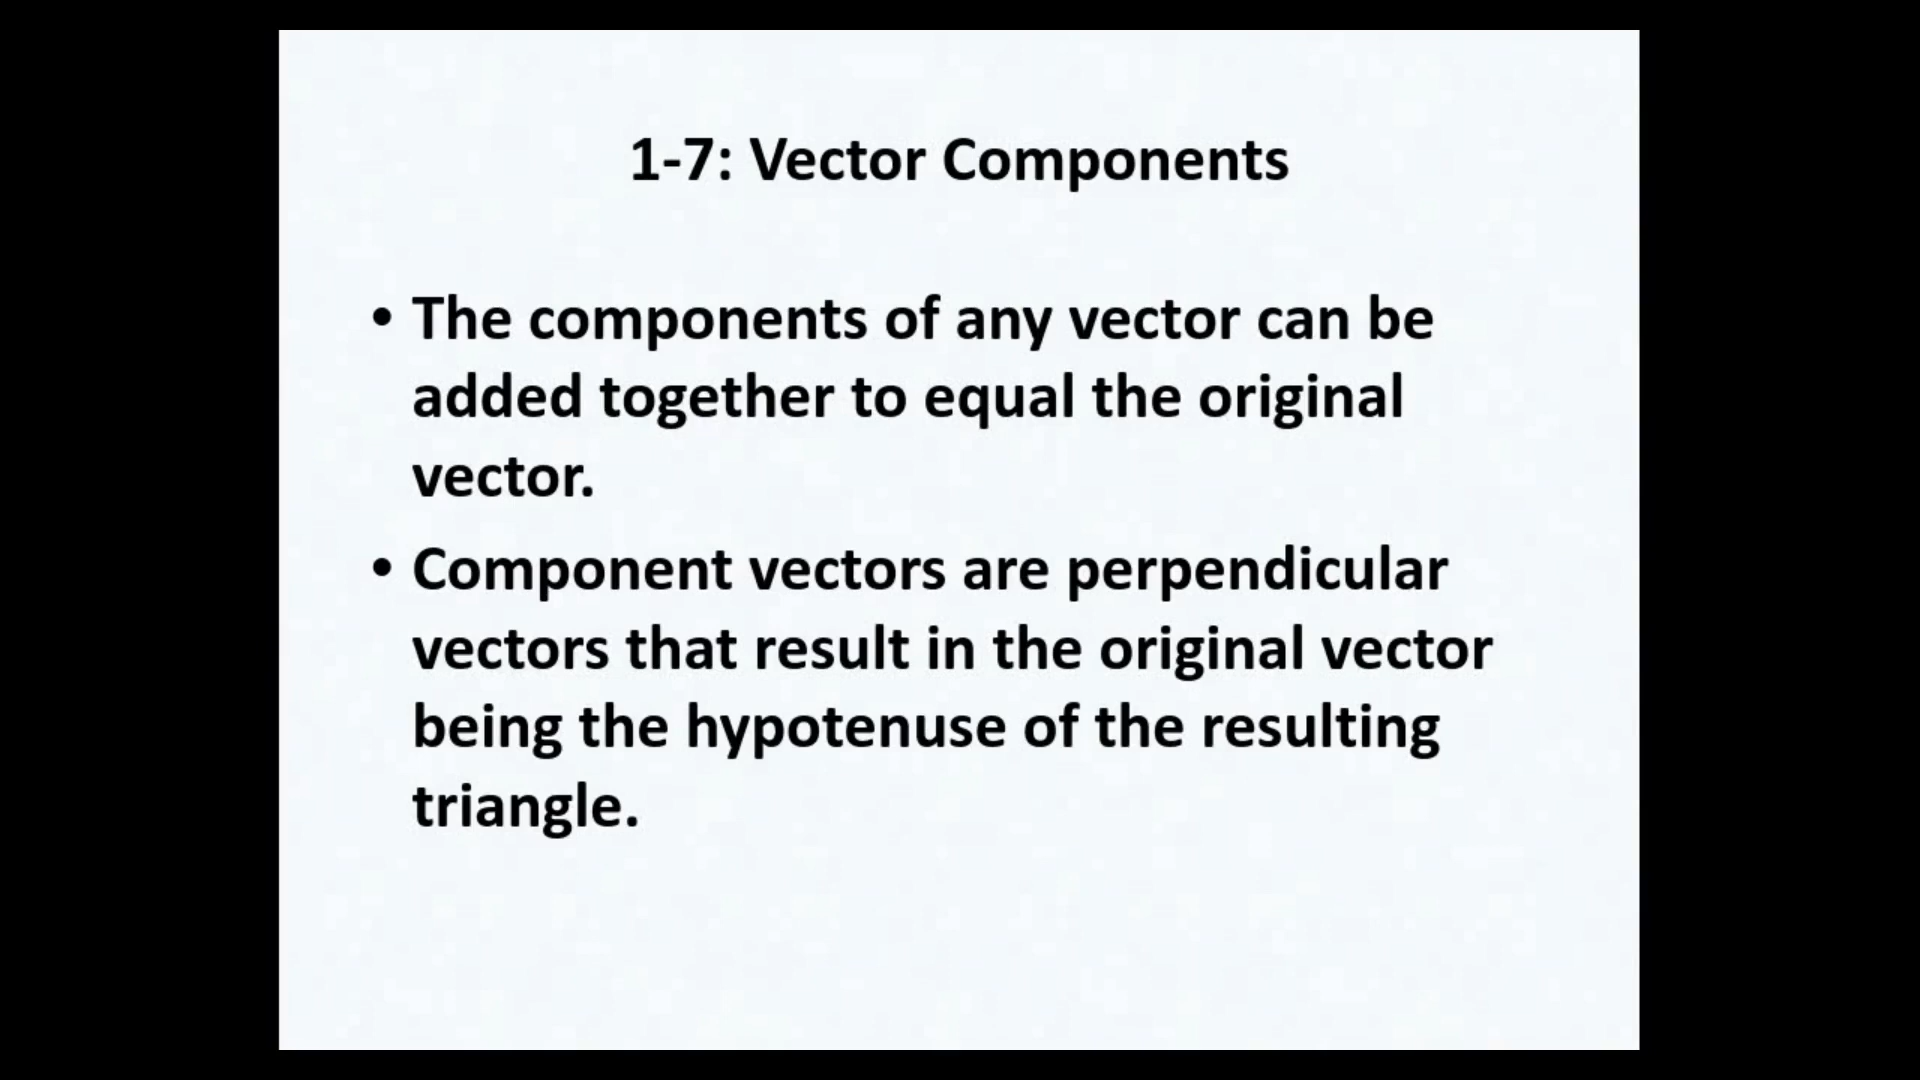 1-7: Vector Components
• The components of any vector can be
added together to equal the original
vector.
• Component vectors are perpendicular
vectors that result in the original vector
being the hypotenuse of the resulting
triangle.